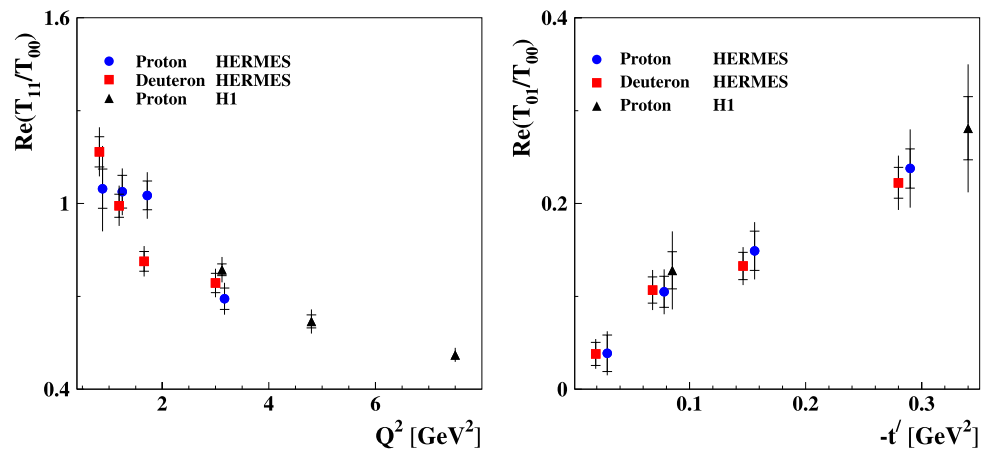 Re(T11/T00)
1.6
1
0.4
Proton HERMES
Deuteron HERMES
Proton H1
2 4 6
Q² [GeV²]
Re(T01/T00)
0.4
0.2
0
Proton HERMES
Deuteron HERMES
Proton H1
0.1 0.2 0.3
-t′ [GeV²]